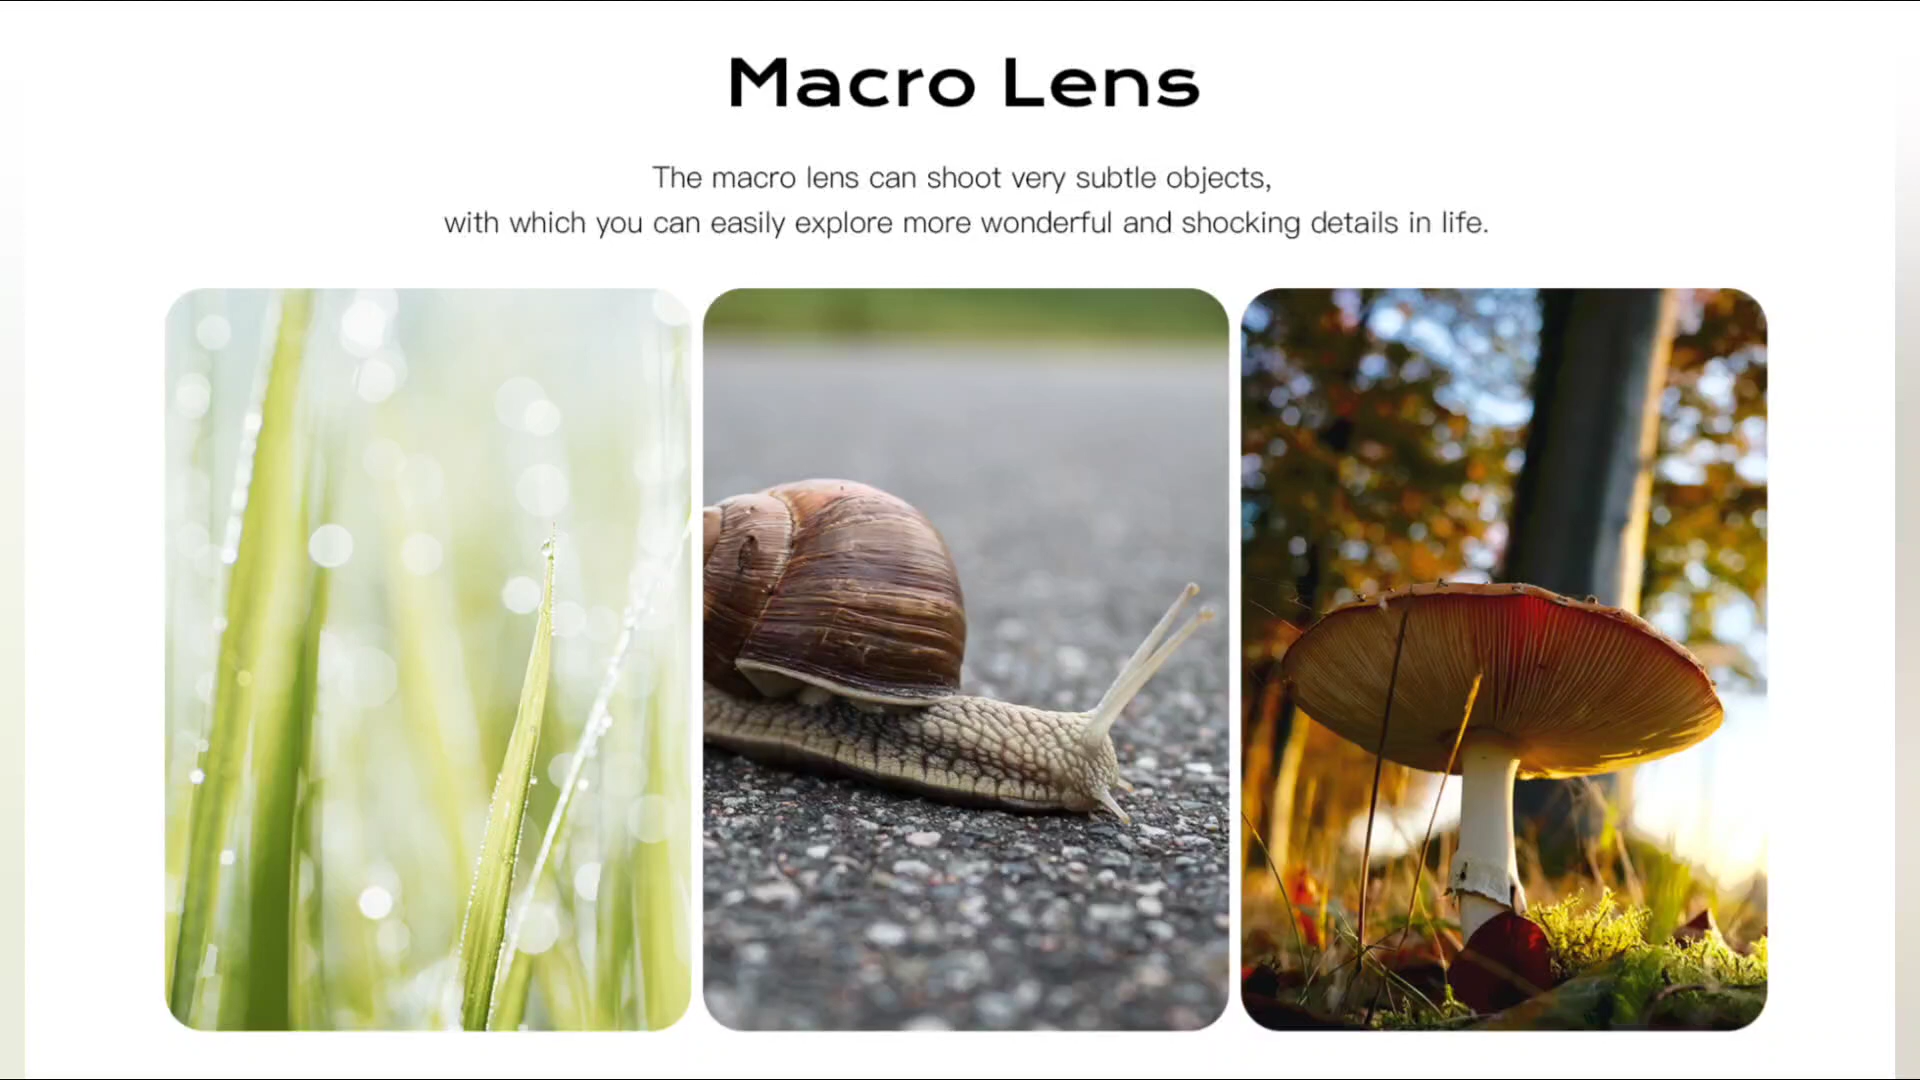 Macro Lens
The macro lens can shoot very subtle objects,
with which you can easily explore more wonderful and shocking details in life.